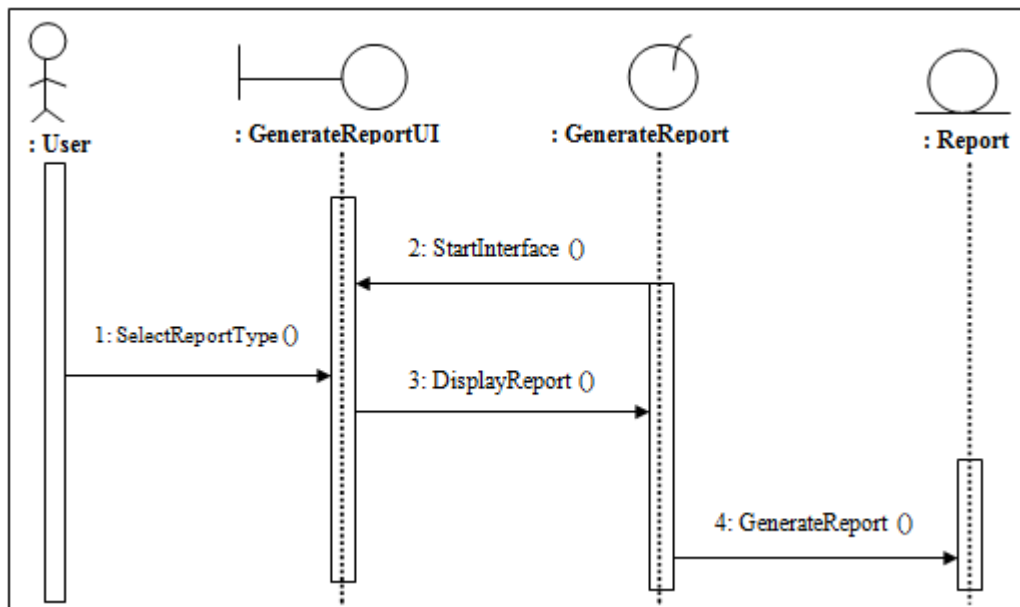 : User
: GenerateReportUI
: GenerateReport
: Report
2: StartInterface ()
1: SelectReportType ()
3: DisplayReport ()
4: GenerateReport ()